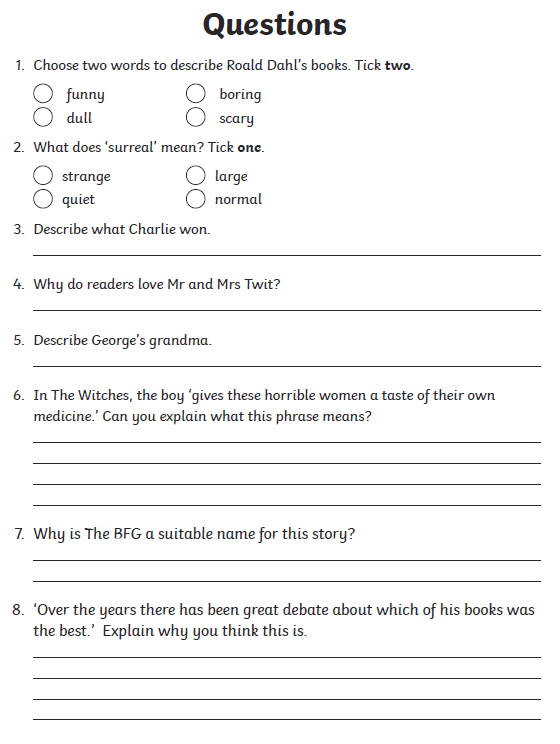 Questions
1. Choose two words to describe Roald Dahl's books. Tick two.
funny boring
dull scary
2. What does 'surreal' mean? Tick one.
strange large
quiet normal
3. Describe what Charlie won.
4. Why do readers love Mr and Mrs Twit?
5. Describe George's grandma.
6. In The Witches, the boy 'gives these horrible women a taste of their own
medicine.' Can you explain what this phrase means?
7. Why is The BFG a suitable name for this story?
8. 'Over the years there has been great debate about which of his books was
the best.' Explain why you think this is.